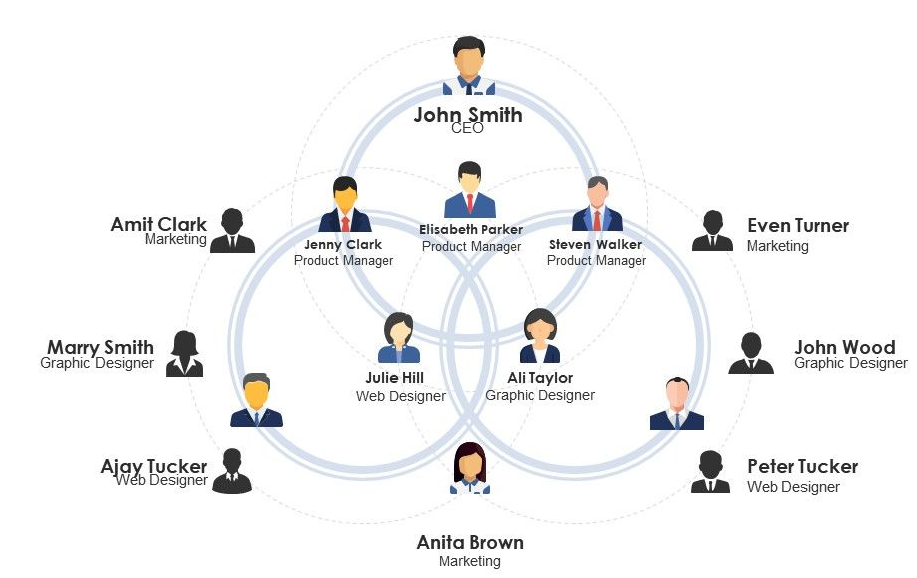 John Smith
CEO
Amit Clark
Marketing
Jenny Clark
Product Manager
Elisabeth Parker
Product Manager
Steven Walker
Product Manager
Even Turner
Marketing
Marry Smith
Graphic Designer
Julie Hill
Web Designer
Ali Taylor
Graphic Designer
John Wood
Graphic Designer
Ajay Tucker
Web Designer
Peter Tucker
Web Designer
Anita Brown
Marketing